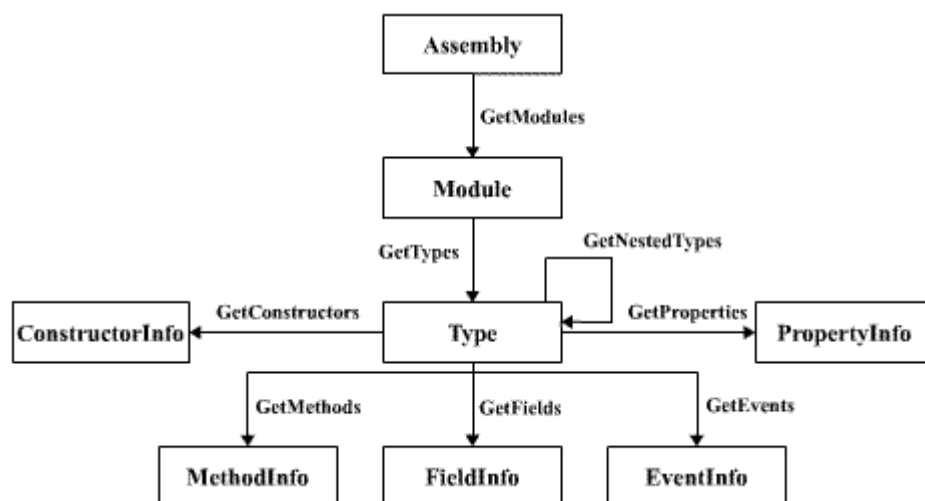 Assembly
GetModules
Module
GetTypes
GetNestedTypes
ConstructorInfo
GetConstructors
Type
GetProperties
PropertyInfo
GetMethods
GetFields
GetEvents
MethodInfo
FieldInfo
EventInfo